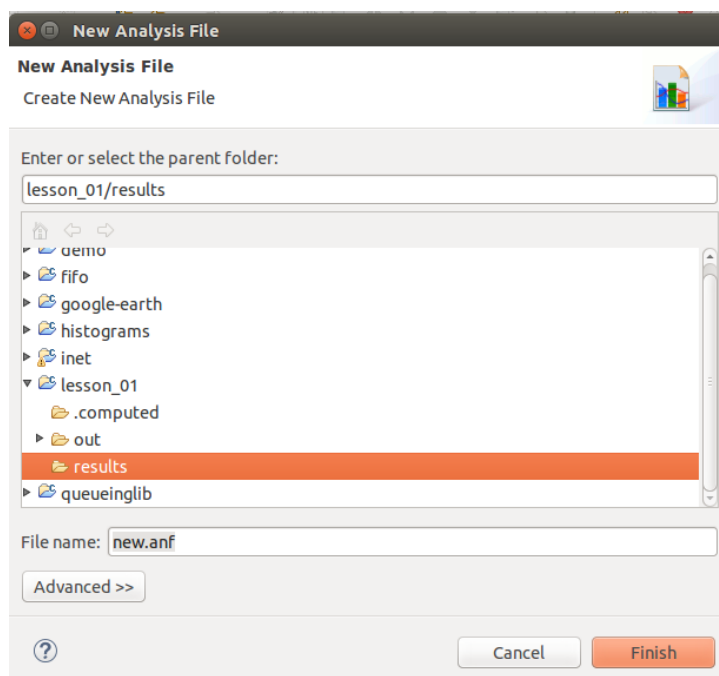 New Analysis File
New Analysis File
Create New Analysis File
Enter or select the parent folder:
lesson_01/results
demo
fifo
google-earth
histograms
inet
lesson_01
.computed
out
results
queueinglib
File name: new.anf
Advanced >>
Cancel Finish